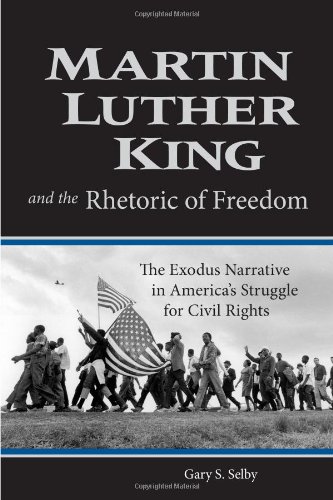 MARTIN
LUTHER
KING
and the Rhetoric of Freedom
The Exodus Narrative
in America's Struggle
for Civil Rights
Gary S. Selby